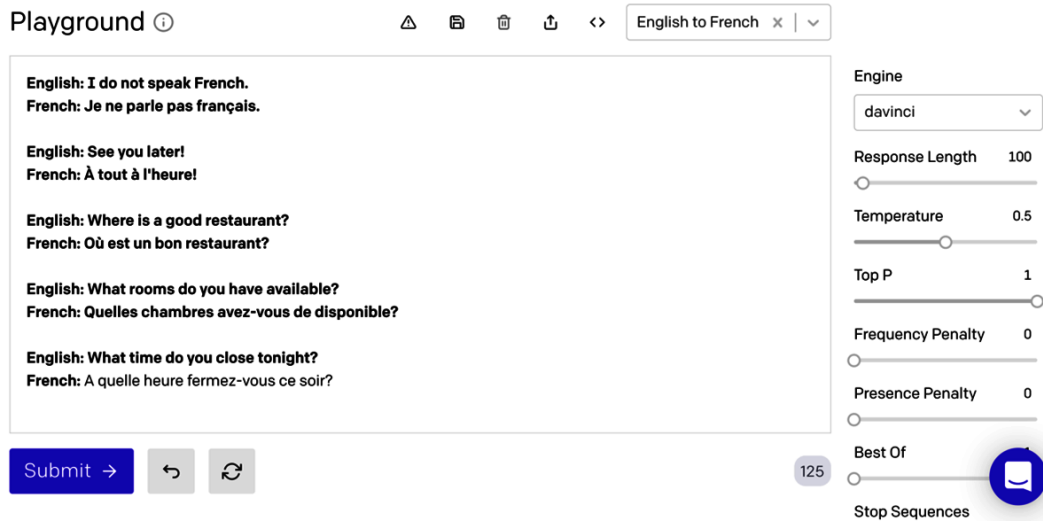 Playground
English to French
English: I do not speak French.
French: Je ne parle pas français.
English: See you later!
French: À tout à l'heure!
English: Where is a good restaurant?
French: Où est un bon restaurant?
English: What rooms do you have available?
French: Quelles chambres avez-vous de disponible?
English: What time do you close tonight?
French: A quelle heure fermez-vous ce soir?
Submit
125
Engine
davinci
Response Length 100
Temperature 0.5
Top P 1
Frequency Penalty 0
Presence Penalty 0
Best Of
Stop Sequences